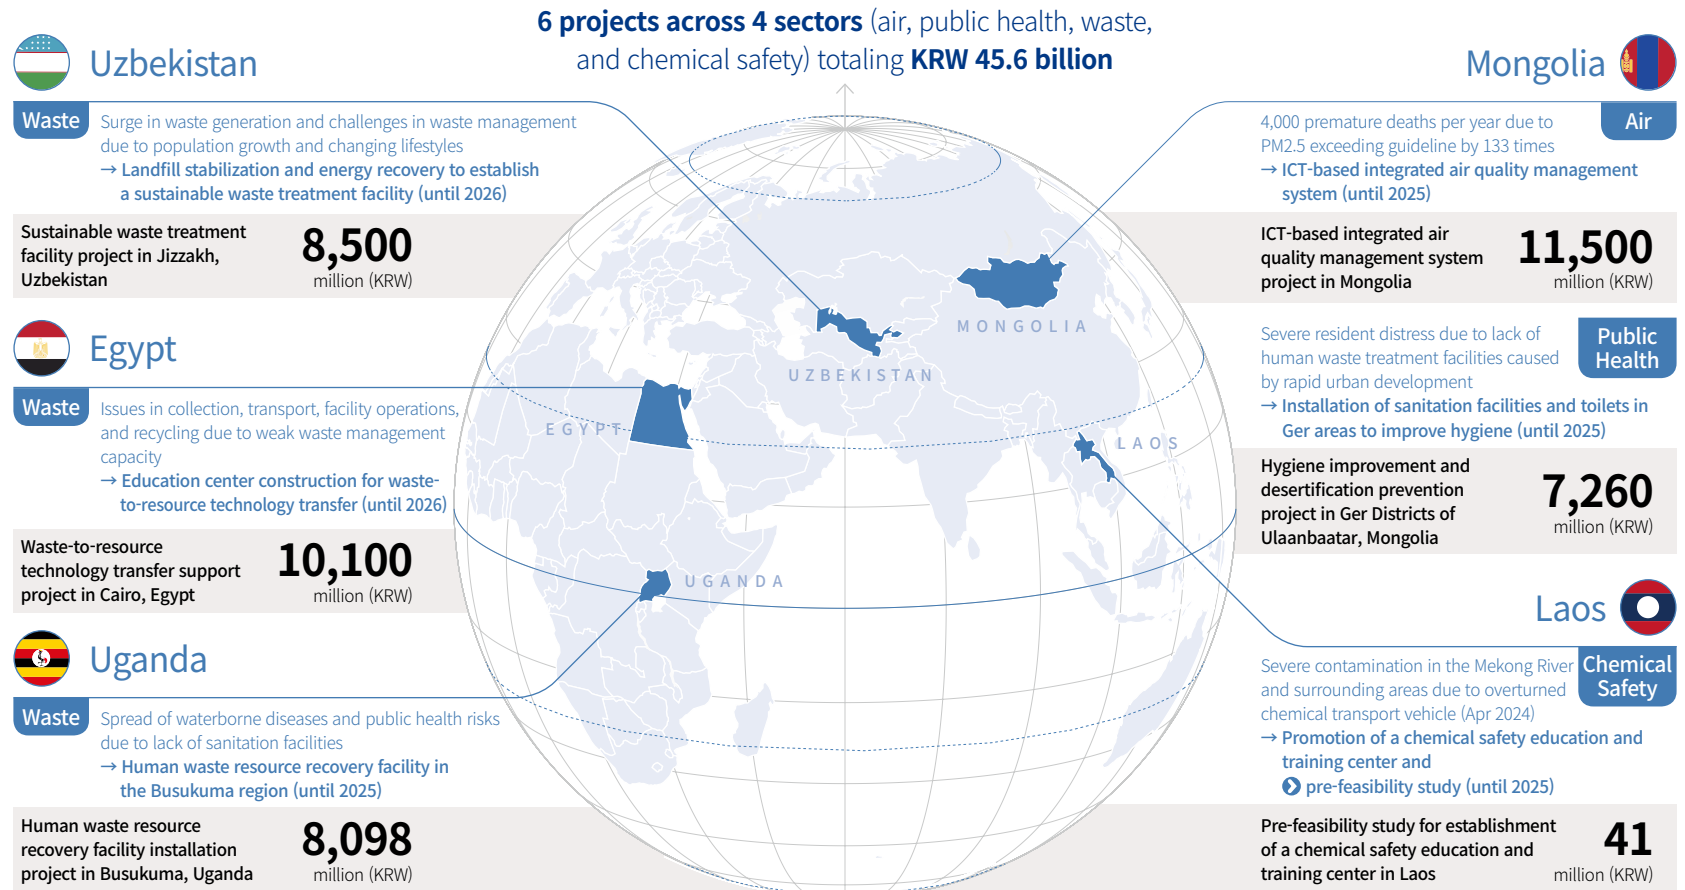 6 projects across 4 sectors (air, public health, waste,
and chemical safety) totaling KRW 45.6 billion
Uzbekistan
Waste
Surge in waste generation and challenges in waste management
due to population growth and changing lifestyles
→ Landfill stabilization and energy recovery to establish
a sustainable waste treatment facility (until 2026)
Sustainable waste treatment
facility project in Jizzakh,
Uzbekistan
8,500
million (KRW)
Egypt
Waste
Issues in collection, transport, facility operations,
and recycling due to weak waste management
capacity
→ Education center construction for waste-
to-resource technology transfer (until 2026)
Waste-to-resource
technology transfer support
project in Cairo, Egypt
10,100
million (KRW)
Uganda
Waste
Spread of waterborne diseases and public health risks
due to lack of sanitation facilities
→ Human waste resource recovery facility in
the Busukuma region (until 2025)
Human waste resource
recovery facility installation
project in Busukuma, Uganda
8,098
million (KRW)
MONGOLIA
UZBEKISTAN
EGYPT
LAOS
UGANDA
Mongolia
Air
4,000 premature deaths per year due to
PM2.5 exceeding guideline by 133 times
→ ICT-based integrated air quality management
system (until 2025)
ICT-based integrated air
quality management system
project in Mongolia
11,500
million (KRW)
Public
Health
Severe resident distress due to lack of
human waste treatment facilities caused
by rapid urban development
→ Installation of sanitation facilities and toilets in
Ger areas to improve hygiene (until 2025)
Hygiene improvement and
desertification prevention
project in Ger Districts of
Ulaanbaatar, Mongolia
7,260
million (KRW)
Laos
Chemical
Safety
Severe contamination in the Mekong River
and surrounding areas due to overturned
chemical transport vehicle (Apr 2024)
→ Promotion of a chemical safety education and
training center and
pre-feasibility study (until 2025)
Pre-feasibility study for establishment
of a chemical safety education and
training center in Laos
41
million (KRW)